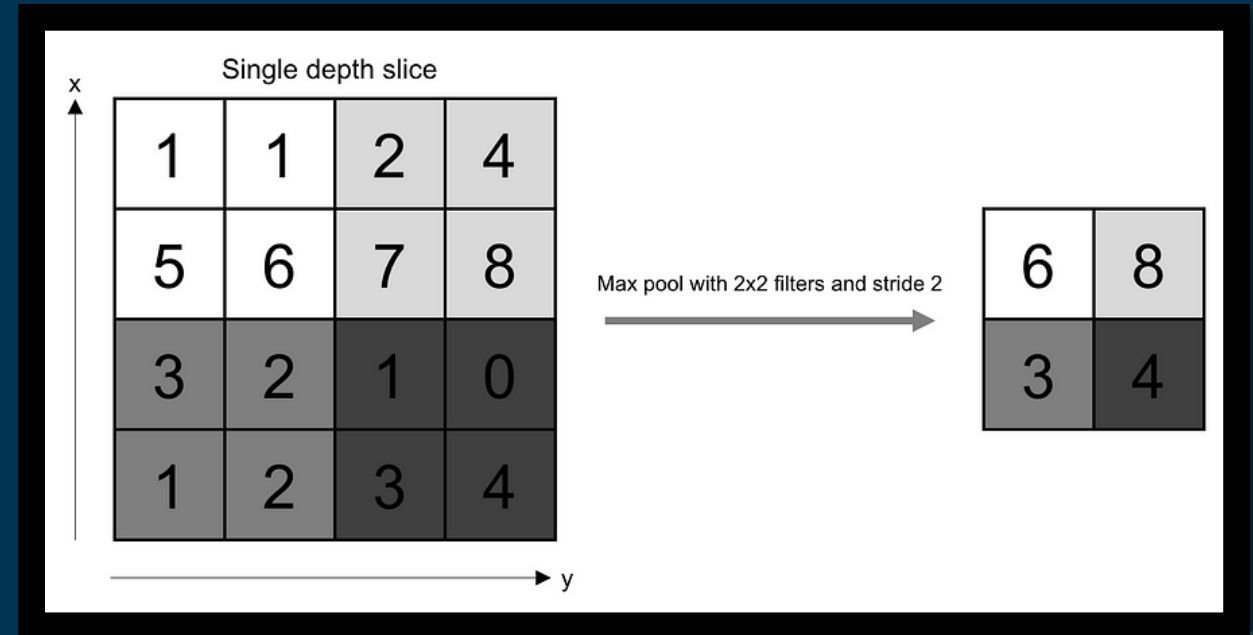 Single depth slice
x
1 1 2 4
5 6 7 8
3 2 1 0
1 2 3 4
y
Max pool with 2x2 filters and stride 2
6 8
3 4